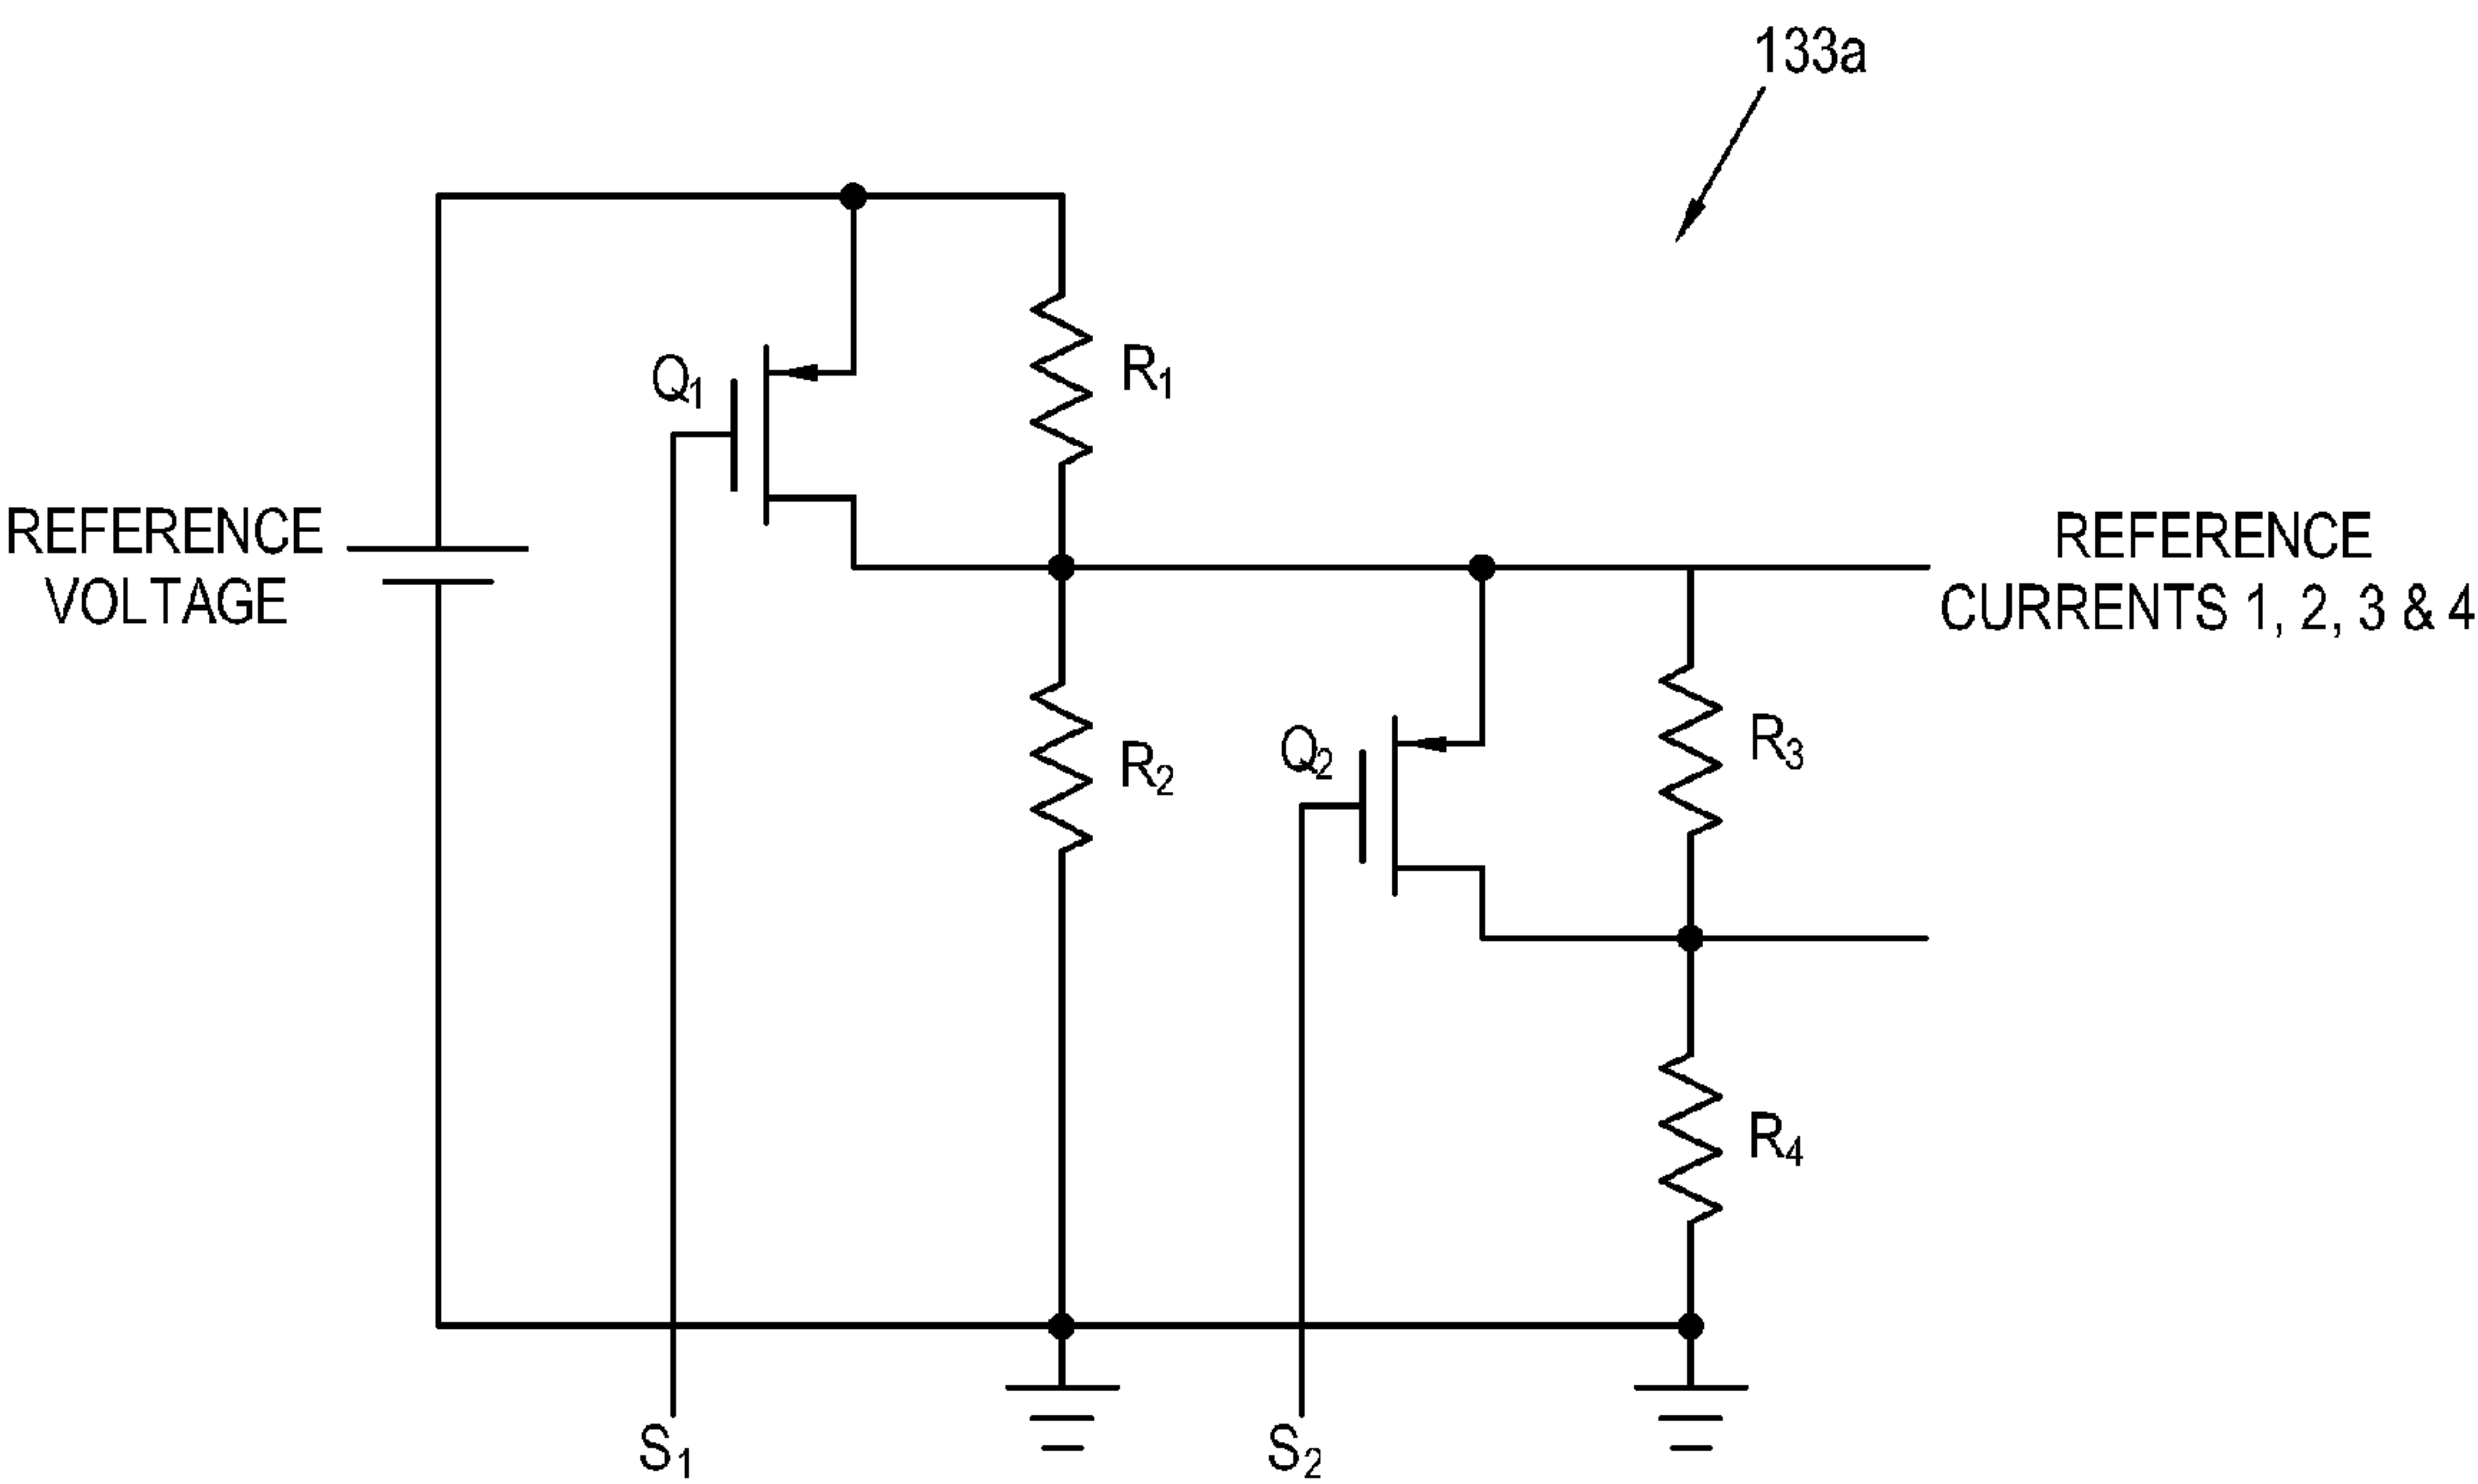 133a
Q1
R1
REFERENCE
VOLTAGE
REFERENCE
CURRENTS 1, 2, 3 & 4
R2
Q2
R3
R4
S1
S2